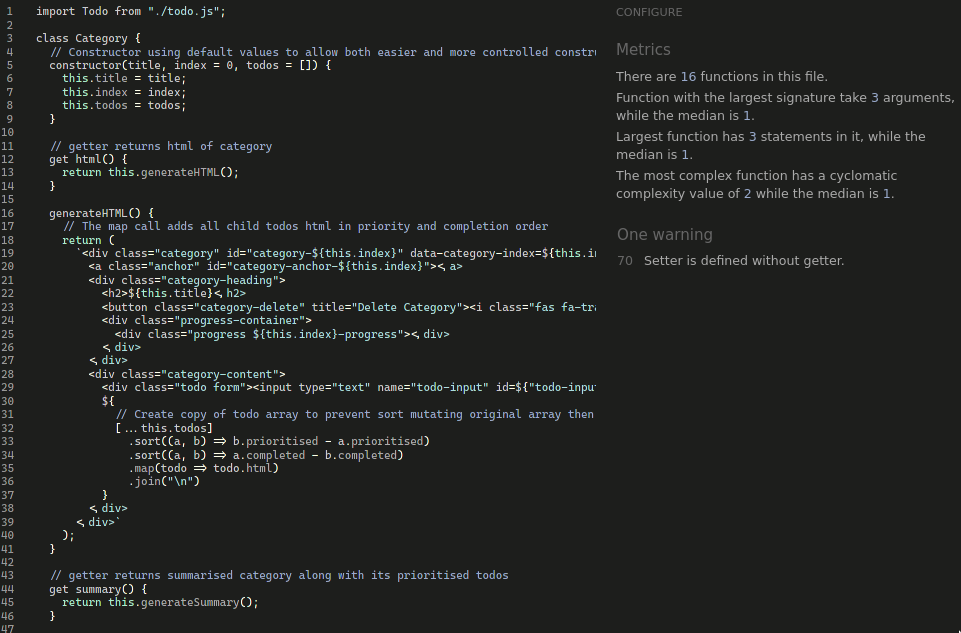 1 import Todo from "./todo.js";
2
3 class Category {
4 // Constructor using default values to allow both easier and more controlled constru
5 constructor(title, index = 0, todos = []) {
6 this.title = title;
7 this.index = index;
8 this.todos = todos;
9 }
10
11 // getter returns html of category
12 get html() {
13 return this.generateHTML();
14 }
15
16 generateHTML() {
17 // The map call adds all child todos html in priority and completion order
18 return (
19 `<div class="category" id="category-${this.index}" data-category-index=${this.in
20 <a class="anchor" id="category-anchor-${this.index}"></a>
21 <div class="category-heading">
22 <h2>${this.title}</h2>
23 <button class="category-delete" title="Delete Category"><i class="fas fa-tra
24 <div class="progress-container">
25 <div class="progress ${this.index}-progress"></div>
26 </div>
27 </div>
28 <div class="category-content">
29 <div class="todo form"><input type="text" name="todo-input" id=${"todo-input
30 ${
31 // Create copy of todo array to prevent sort mutating original array then
32 [...this.todos]
33 .sort((a, b) => b.prioritised - a.prioritised)
34 .sort((a, b) => a.completed - b.completed)
35 .map(todo => todo.html)
36 .join("\n")
37 }
38 </div>
39 </div>`
40 );
41 }
42
43 // getter returns summarised category along with its prioritised todos
44 get summary() {
45 return this.generateSummary();
46 }
47
CONFIGURE
Metrics
There are 16 functions in this file.
Function with the largest signature take 3 arguments,
while the median is 1.
Largest function has 3 statements in it, while the
median is 1.
The most complex function has a cyclomatic
complexity value of 2 while the median is 1.
One warning
70 Setter is defined without getter.